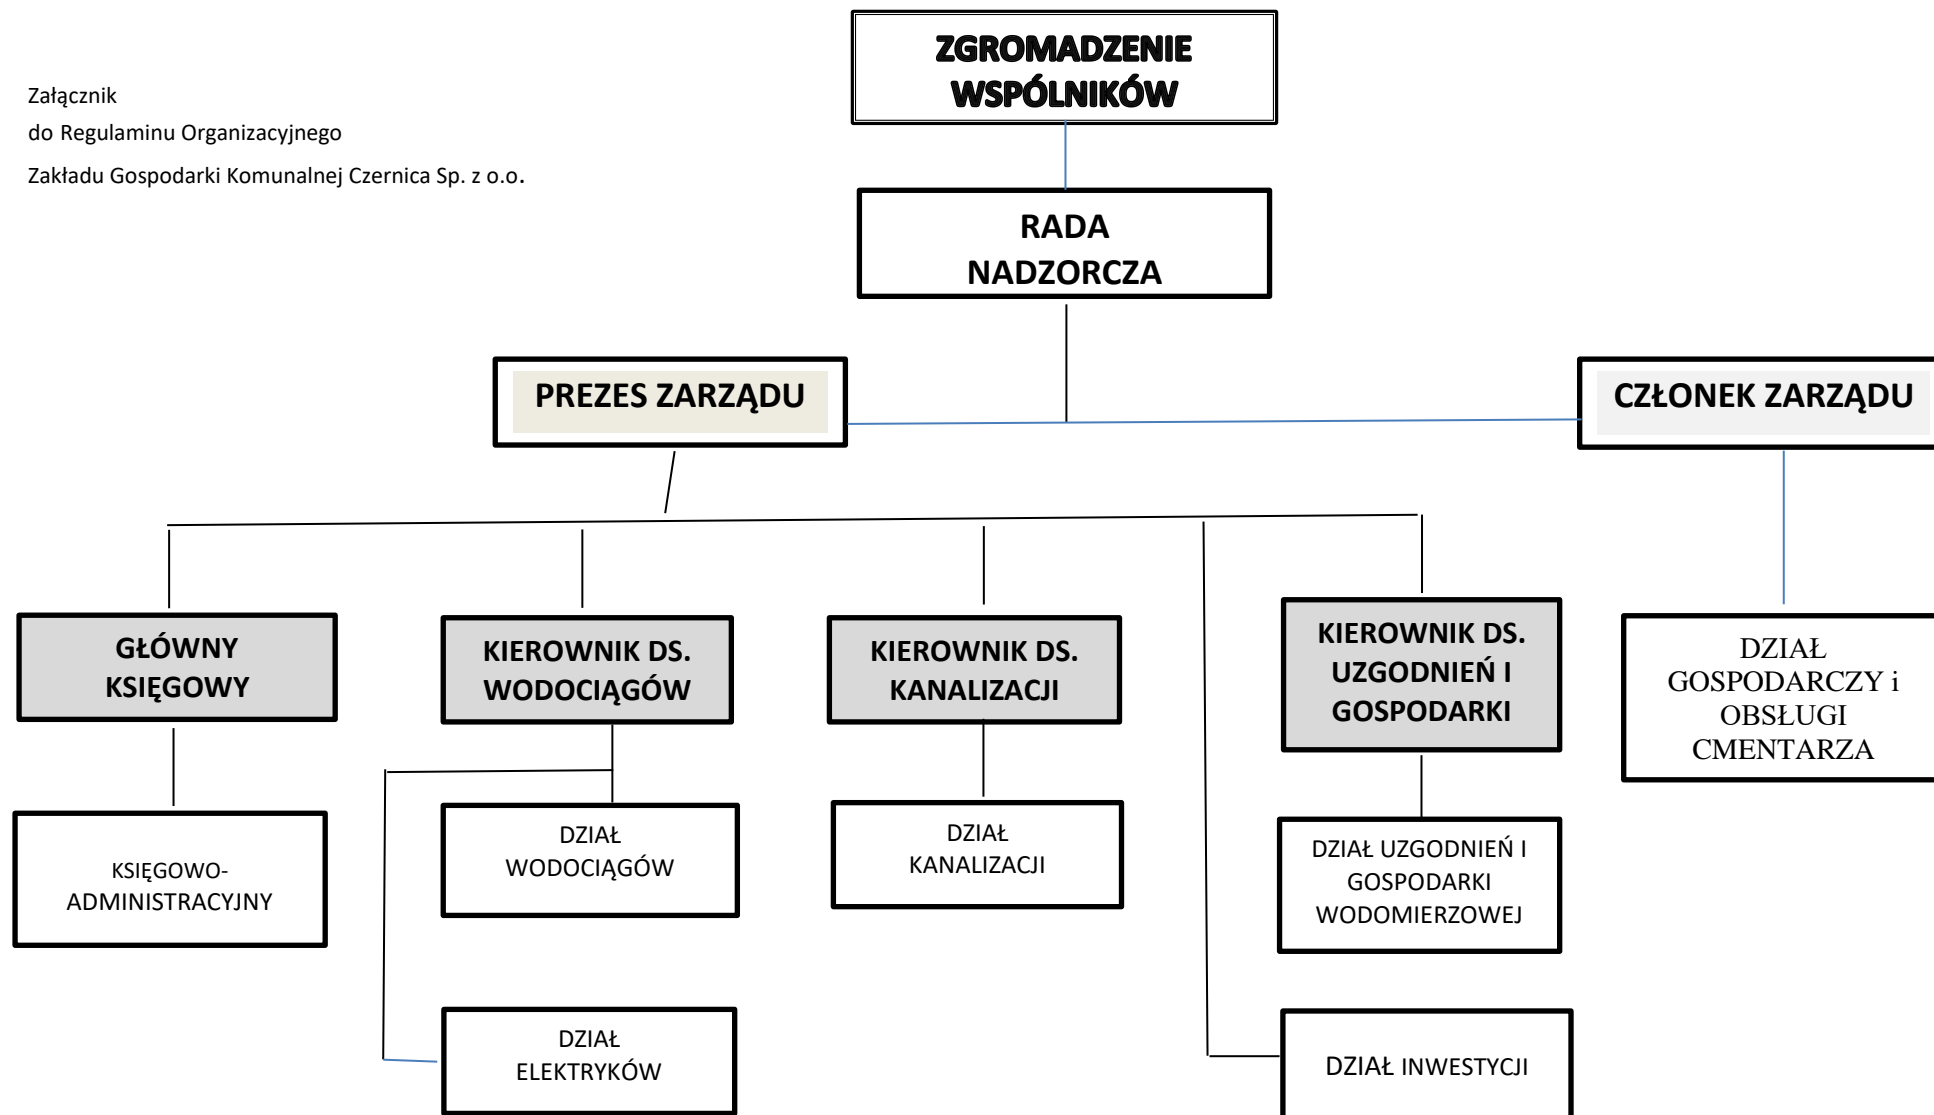 ZGROMADZENIE
WSPÓLNIKÓW
Załącznik
do Regulaminu Organizacyjnego
Zakładu Gospodarki Komunalnej Czernica Sp. z o.o.
RADA
NADZORCZA
PREZES ZARZĄDU
CZŁONEK ZARZĄDU
GŁÓWNY
KSIĘGOWY
KIEROWNIK DS.
WODOCIĄGÓW
KIEROWNIK DS.
KANALIZACJI
KIEROWNIK DS.
UZGODNIEŃ I
GOSPODARKI
DZIAŁ
GOSPODARCZY i
OBSŁUGI
CMENTARZA
KSIĘGOWO-
ADMINISTRACYJNY
DZIAŁ
WODOCIĄGÓW
DZIAŁ
KANALIZACJI
DZIAŁ UZGODNIEŃ I
GOSPODARKI
WODOMIERZOWEJ
DZIAŁ
ELEKTRYKÓW
DZIAŁ INWESTYCJI